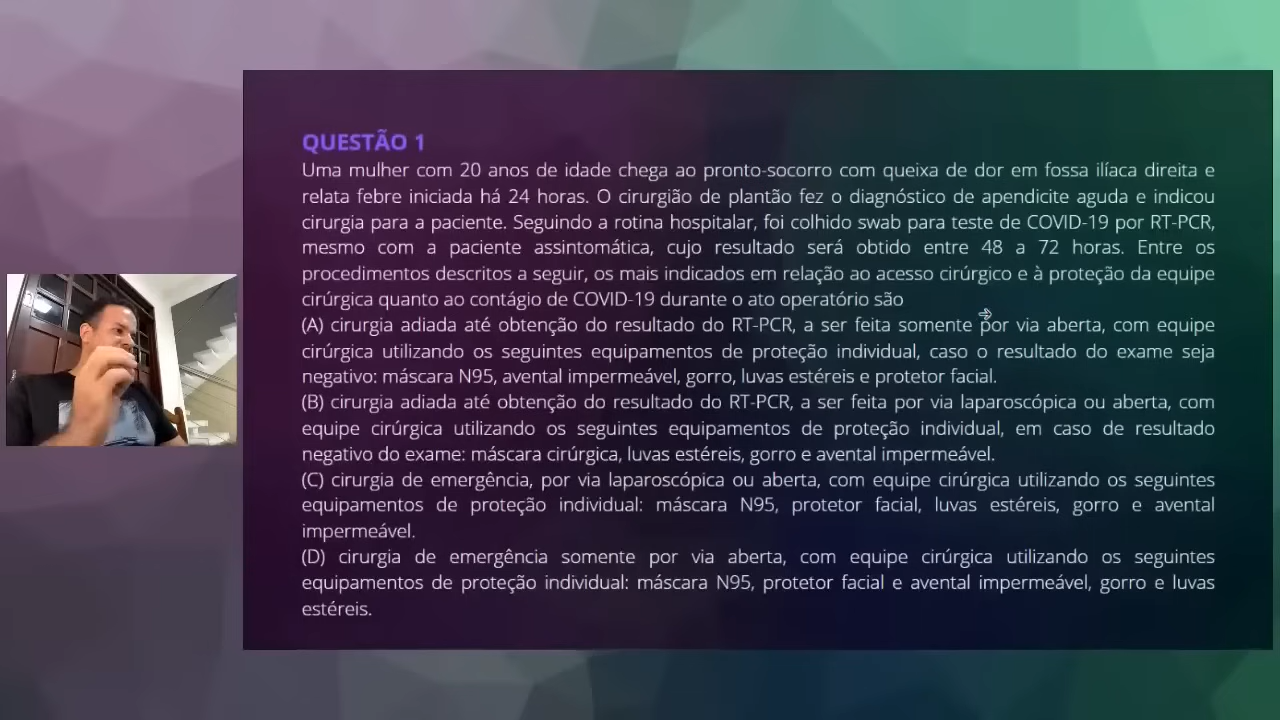 QUESTÃO 1
Uma mulher com 20 anos de idade chega ao pronto-socorro com queixa de dor em fossa ilíaca direita e
relata febre iniciada há 24 horas. O cirurgião de plantão fez o diagnóstico de apendicite aguda e indicou
cirurgia para a paciente. Seguindo a rotina hospitalar, foi colhido swab para teste de COVID-19 por RT-PCR,
mesmo com a paciente assintomática, cujo resultado será obtido entre 48 a 72 horas. Entre os
procedimentos descritos a seguir, os mais indicados em relação ao acesso cirúrgico e à proteção da equipe
cirúrgica quanto ao contágio de COVID-19 durante o ato operatório são
(A) cirurgia adiada até obtenção do resultado do RT-PCR, a ser feita somente por via aberta, com equipe
cirúrgica utilizando os seguintes equipamentos de proteção individual, caso o resultado do exame seja
negativo: máscara N95, avental impermeável, gorro, luvas estéreis e protetor facial.
(B) cirurgia adiada até obtenção do resultado do RT-PCR, a ser feita por via laparoscópica ou aberta, com
equipe cirúrgica utilizando os seguintes equipamentos de proteção individual, em caso de resultado
negativo do exame: máscara cirúrgica, luvas estéreis, gorro e avental impermeável.
(C) cirurgia de emergência, por via laparoscópica ou aberta, com equipe cirúrgica utilizando os seguintes
equipamentos de proteção individual: máscara N95, protetor facial, luvas estéreis, gorro e avental
impermeável.
(D) cirurgia de emergência somente por via aberta, com equipe cirúrgica utilizando os seguintes
equipamentos de proteção individual: máscara N95, protetor facial e avental impermeável, gorro e luvas
estéreis.